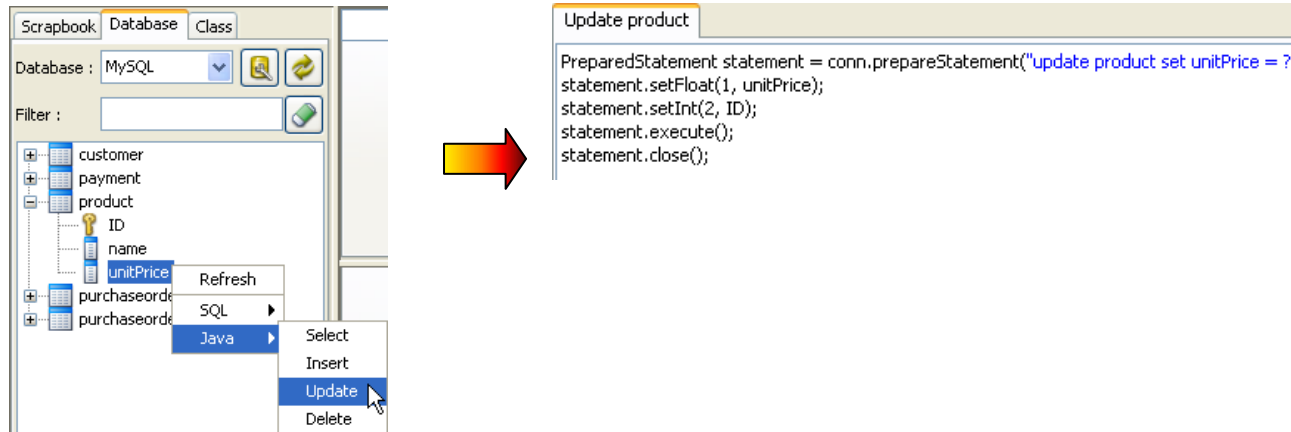 Scrapbook Database Class
Database : MySQL
Filter :
customer
payment
product
ID
name
unitPrice
purchaseorde
purchaseorde
Refresh
SQL
Java
Select
Insert
Update
Delete
Update product
PreparedStatement statement = conn.prepareStatement("update product set unitPrice = ?
statement.setFloat(1, unitPrice);
statement.setInt(2, ID);
statement.execute();
statement.close();